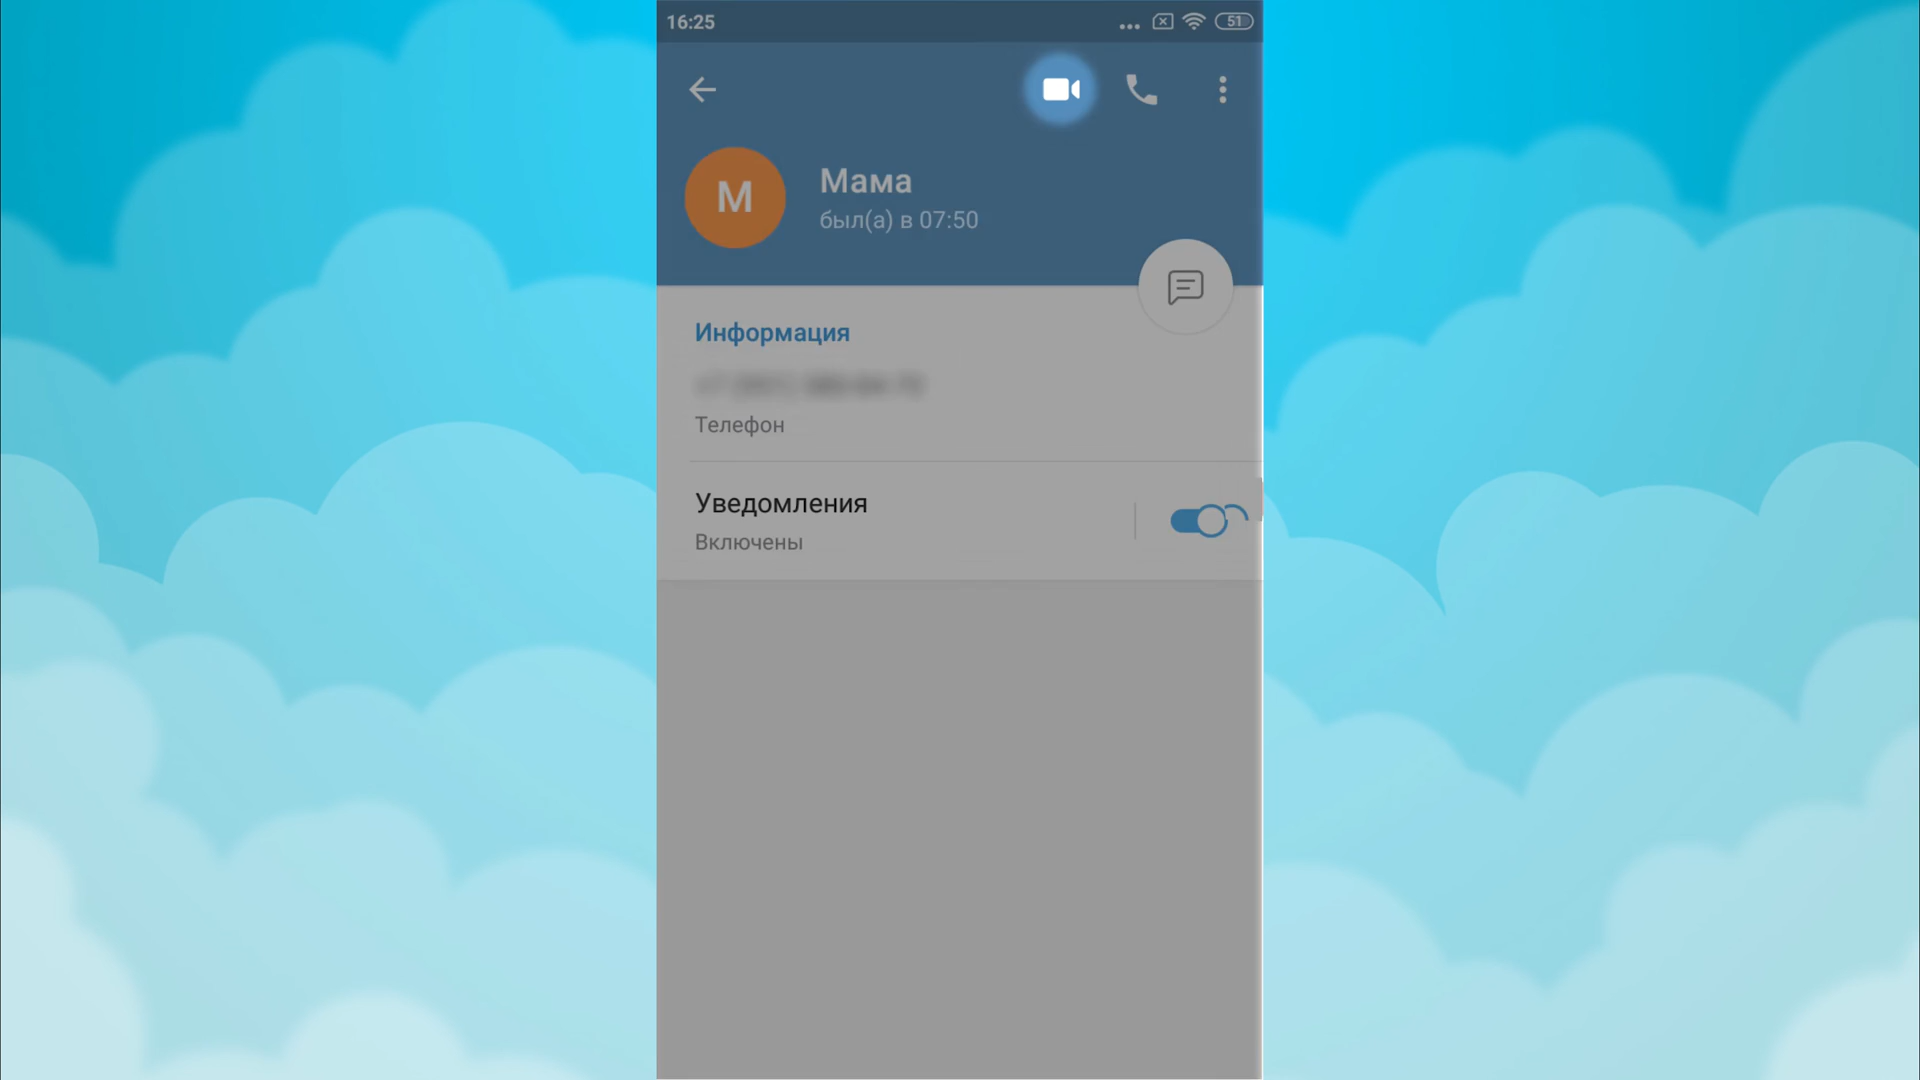 16:25
51
М
Мама
был(а) в 07:50
Информация
Телефон
Уведомления
Включены